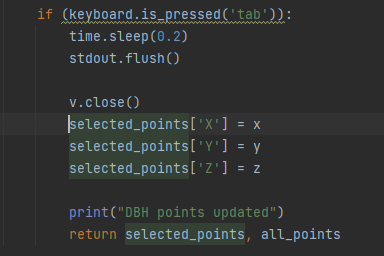 if (keyboard.is_pressed('tab')):
time.sleep(0.2)
stdout.flush()
v.close()
selected_points['X'] = x
selected_points['Y'] = y
selected_points['Z'] = z
print("DBH points updated")
return selected_points, all_points